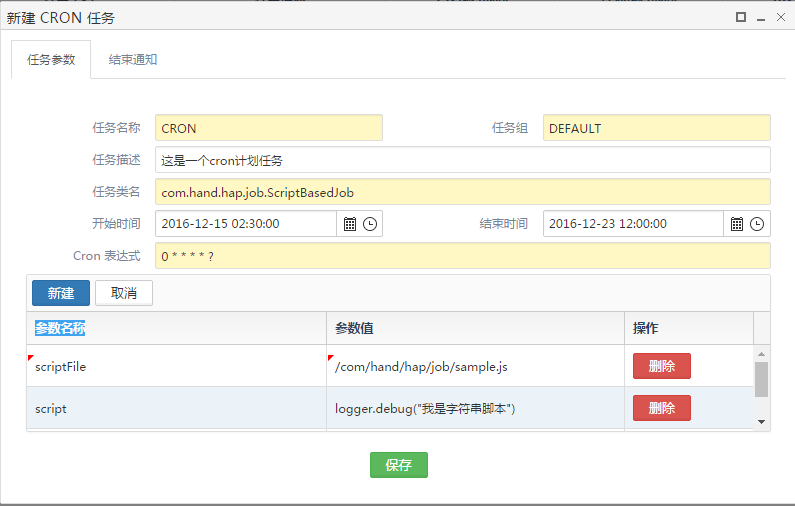 新建 CRON 任务
任务参数 结束通知
任务名称 CRON 任务组 DEFAULT
任务描述 这是一个cron计划任务
任务类名 com.hand.hap.job.ScriptBasedJob
开始时间 2016-12-15 02:30:00 结束时间 2016-12-23 12:00:00
Cron 表达式 0 * * * * ?
新建 取消
参数名称 参数值 操作
scriptFile /com/hand/hap/job/sample.js 删除
script logger.debug("我是字符串脚本") 删除
保存